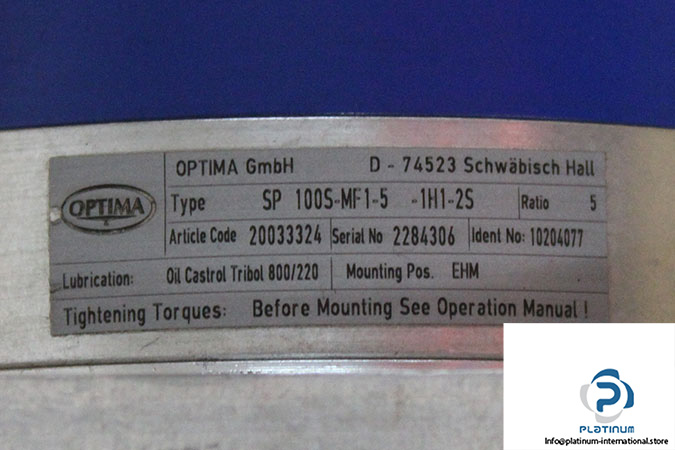 OPTIMA GmbH D - 74523 Schwäbisch Hall
OPTIMA
Type SP 100S-MF1-5 -1H1-2S Ratio 5
Article Code 20033324 Serial No 2284306 Ident No: 10204077
Lubrication: Oil Castrol Tribol 800/220 Mounting Pos. EHM
Tightening Torques: Before Mounting See Operation Manual !
PLATINUM
Info@platinum-international.store